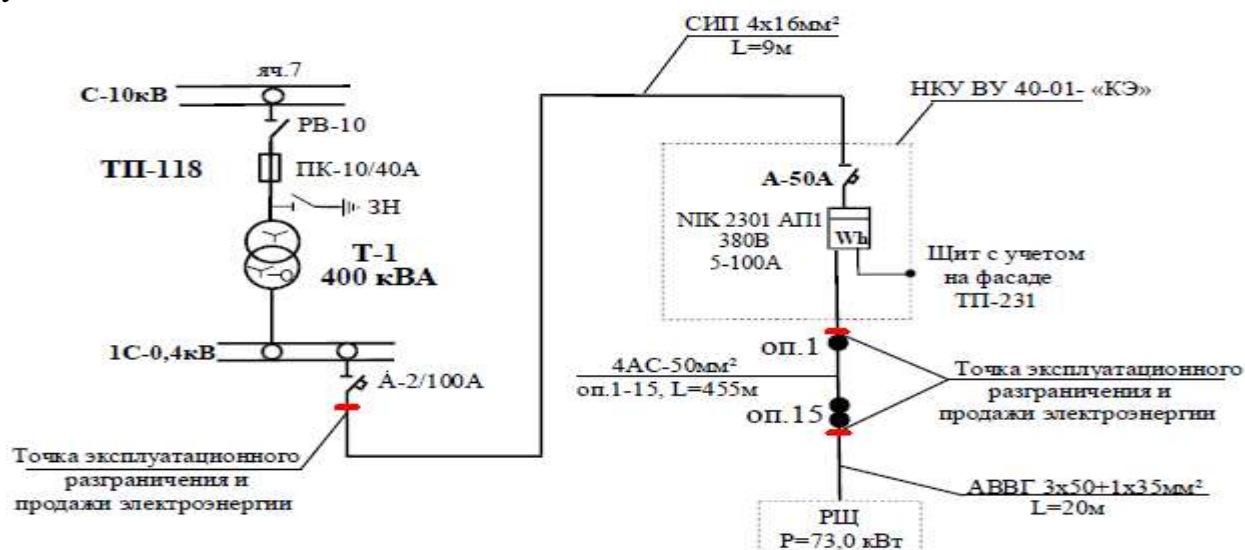 СИП 4х16мм²
L=9м
яч.7
С-10кВ
НКУ ВУ 40-01- «КЭ»
РВ-10
ТП-118
ПК-10/40А
А-50А
ЗН
NIK 2301 АП1
380В
5-100А
Wh
Т-1
400 кВА
Щит с учетом
на фасаде
ТП-231
1С-0,4кВ
оп.1
А-2/100А
4АС-50мм²
оп.1-15, L=455м
Точка эксплуатационного
разграничения и
продажи электроэнергии
оп.15
Точка эксплуатационного
разграничения и
продажи электроэнергии
АВВГ 3х50+1х35мм²
L=20м
РЩ
Р=73,0 кВт